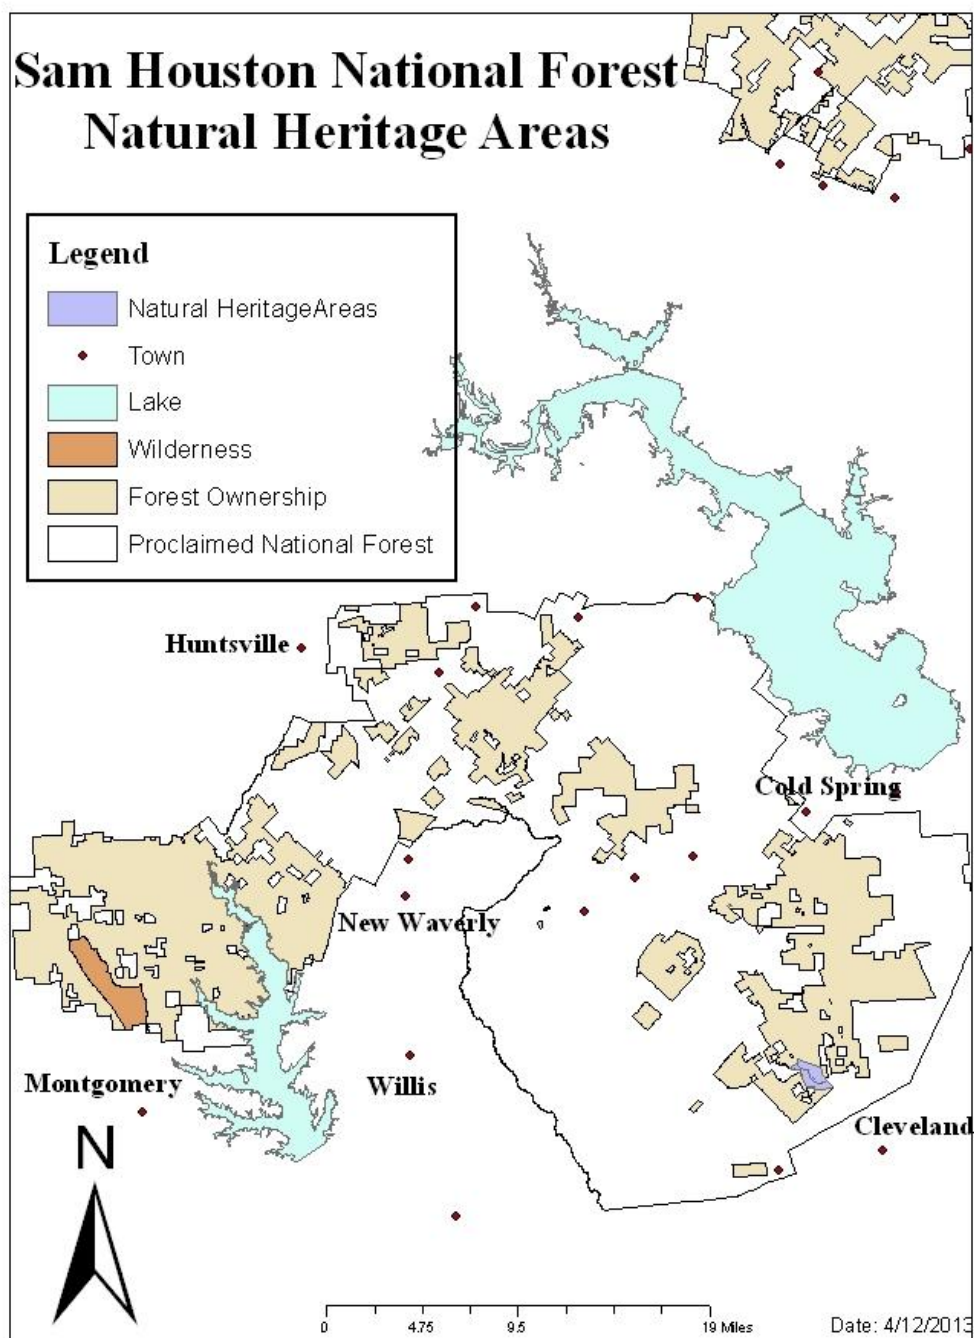 Sam Houston National Forest
Natural Heritage Areas
Legend
Natural HeritageAreas
Town
Lake
Wilderness
Forest Ownership
Proclaimed National Forest
Huntsville
Cold Spring
New Waverly
Montgomery
Willis
Cleveland
N
0 4.75 9.5 19 Miles
Date: 4/12/2013